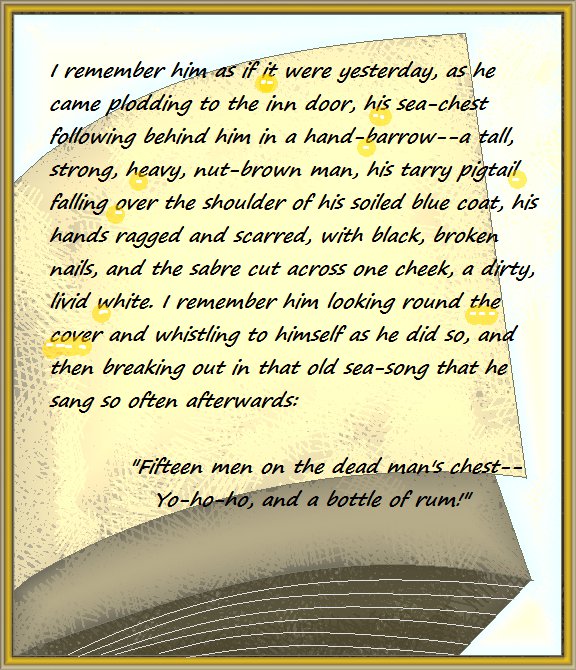 I remember him as if it were yesterday, as he
came plodding to the inn door, his sea-chest
following behind him in a hand-barrow--a tall,
strong, heavy, nut-brown man, his tarry pigtail
falling over the shoulder of his soiled blue coat, his
hands ragged and scarred, with black, broken
nails, and the sabre cut across one cheek, a dirty,
livid white. I remember him looking round the
cover and whistling to himself as he did so, and
then breaking out in that old sea-song that he
sang so often afterwards:
"Fifteen men on the dead man's chest--
Yo-ho-ho, and a bottle of rum!"